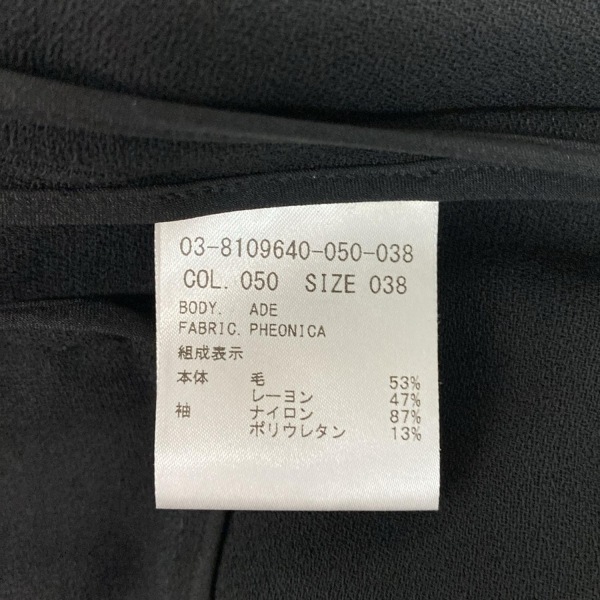 03-8109640-050-038
COL. 050 SIZE 038
BODY. ADE
FABRIC. PHEONICA
組成表示
本体 毛 53%
レーヨン 47%
袖 ナイロン 87%
ポリウレタン 13%